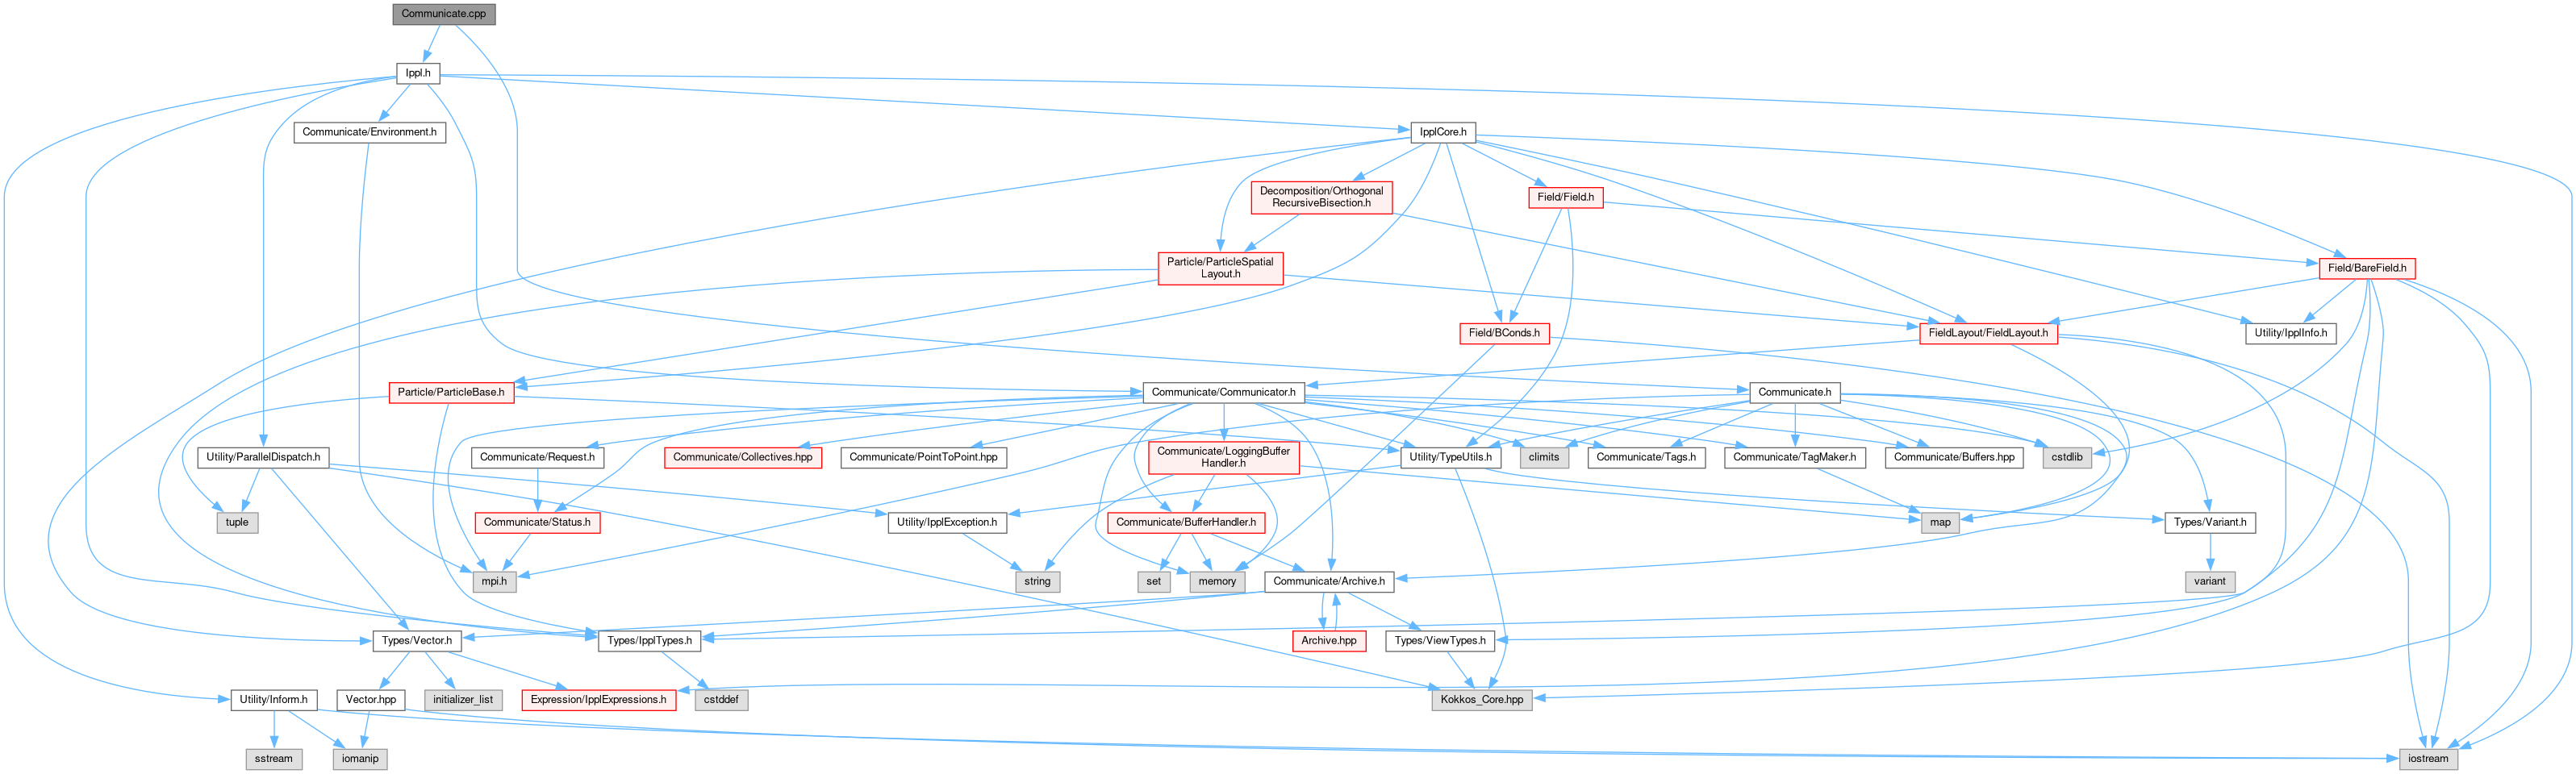 Communicate.cpp
Ippl.h
Communicate/Environment.h
IpplCore.h
Decomposition/Orthogonal
RecursiveBisection.h
Field/Field.h
Particle/ParticleSpatial
Layout.h
Field/BareField.h
Field/BConds.h
FieldLayout/FieldLayout.h
Utility/IpplInfo.h
Particle/ParticleBase.h
Communicate/Communicator.h
Communicate.h
Utility/ParallelDispatch.h
Communicate/Request.h
Communicate/Collectives.hpp
Communicate/PointToPoint.hpp
Communicate/LoggingBuffer
Handler.h
Utility/TypeUtils.h
climits
Communicate/Tags.h
Communicate/TagMaker.h
Communicate/Buffers.hpp
cstdlib
tuple
Communicate/Status.h
Utility/IpplException.h
Communicate/BufferHandler.h
map
Types/Variant.h
mpi.h
string
set
memory
Communicate/Archive.h
variant
Types/Vector.h
Types/IpplTypes.h
Archive.hpp
Types/ViewTypes.h
Utility/Inform.h
Vector.hpp
initializer_list
Expression/IpplExpressions.h
cstddef
Kokkos_Core.hpp
sstream
iomanip
iostream